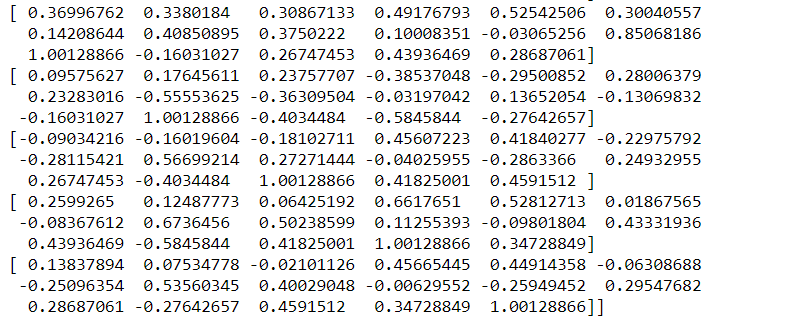 [ 0.36996762 0.3380184 0.30867133 0.49176793 0.52542506 0.30040557
0.14208644 0.40850895 0.3750222 0.10008351 -0.03065256 0.85068186
1.00128866 -0.16031027 0.26747453 0.43936469 0.28687061]
[ 0.09575627 0.17645611 0.23757707 -0.38537048 -0.29500852 0.28006379
0.23283016 -0.55553625 -0.36309504 -0.03197042 0.13652054 -0.13069832
-0.16031027 1.00128866 -0.4034484 -0.5845844 -0.27642657]
[-0.09034216 -0.16019604 -0.18102711 0.45607223 0.41840277 -0.22975792
-0.28115421 0.56699214 0.27271444 -0.04025955 -0.2863366 0.24932955
0.26747453 -0.4034484 1.00128866 0.41825001 0.4591512 ]
[ 0.2599265 0.12487773 0.06425192 0.6617651 0.52812713 0.01867565
-0.08367612 0.6736456 0.50238599 0.11255393 -0.09801804 0.43331936
0.43936469 -0.5845844 0.41825001 1.00128866 0.34728849]
[ 0.13837894 0.07534778 -0.02101126 0.45665445 0.44914358 -0.06308688
-0.25096354 0.53560345 0.40029048 -0.00629552 -0.25949452 0.29547682
0.28687061 -0.27642657 0.4591512 0.34728849 1.00128866]]